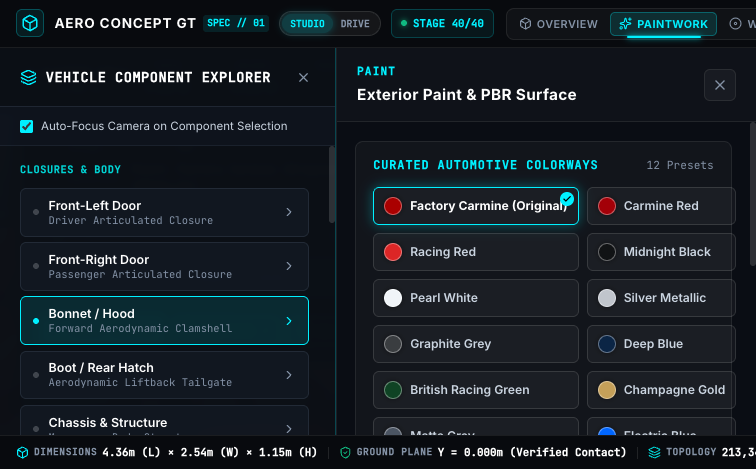 AERO CONCEPT GT SPEC // 01 STUDIO DRIVE STAGE 40/40 OVERVIEW PAINTWORK
VEHICLE COMPONENT EXPLORER
Auto-Focus Camera on Component Selection
CLOSURES & BODY
Front-Left Door
Driver Articulated Closure
Front-Right Door
Passenger Articulated Closure
Bonnet / Hood
Forward Aerodynamic Clamshell
Boot / Rear Hatch
Aerodynamic Liftback Tailgate
Chassis & Structure
PAINT
Exterior Paint & PBR Surface
CURATED AUTOMOTIVE COLORWAYS 12 Presets
Factory Carmine (Original) Carmine Red
Racing Red Midnight Black
Pearl White Silver Metallic
Graphite Grey Deep Blue
British Racing Green Champagne Gold
Matte Gray Electric Blue
DIMENSIONS 4.36m (L) × 2.54m (W) × 1.15m (H) GROUND PLANE Y = 0.000m (Verified Contact) TOPOLOGY